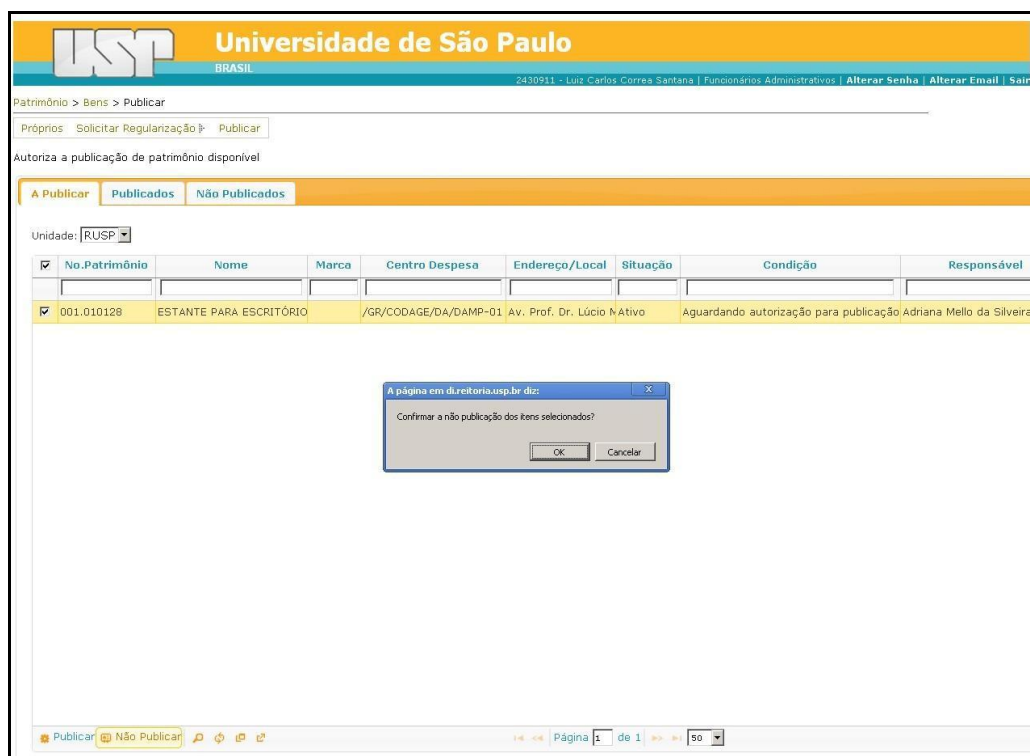 USP
Universidade de São Paulo
BRASIL
2430911 - Luiz Carlos Correa Santana | Funcionários Administrativos | Alterar Senha | Alterar Email | Sair
Patrimônio > Bens > Publicar
Próprios Solicitar Regularização Publicar
Autoriza a publicação de patrimônio disponível
A Publicar Publicados Não Publicados
Unidade: RUSP
No.Patrimônio Nome Marca Centro Despesa Endereço/Local Situação Condição Responsável
001.010128 ESTANTE PARA ESCRITÓRIO /GR/CODAGE/DA/DAMP-01 Av. Prof. Dr. Lúcio Ativo Aguardando autorização para publicação Adriana Mello da Silveira
A página em di.reitoria.usp.br diz:
Confirmar a não publicação dos itens selecionados?
OK Cancelar
Publicar Não Publicar Página 1 de 1 50